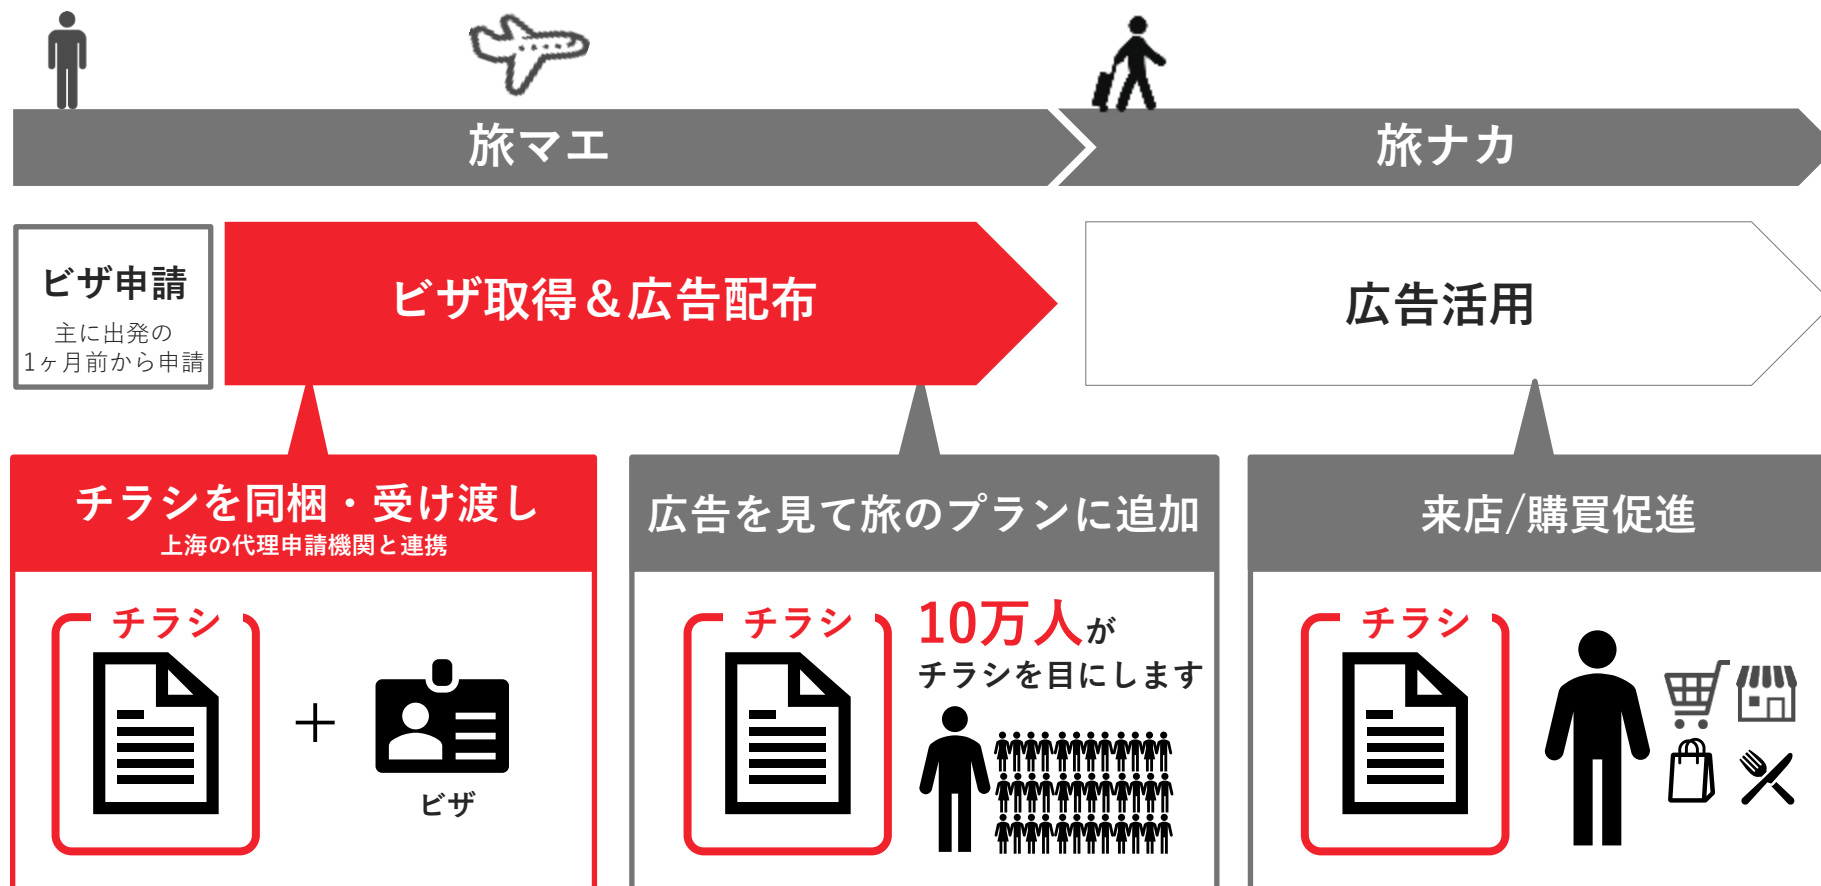 旅マエ
旅ナカ
ビザ申請
主に出発の
1ヶ月前から申請
ビザ取得＆広告配布
広告活用
チラシを同梱・受け渡し
上海の代理申請機関と連携
広告を見て旅のプランに追加
来店/購買促進
チラシ
+
ビザ
チラシ
10万人が
チラシを目にします
チラシ